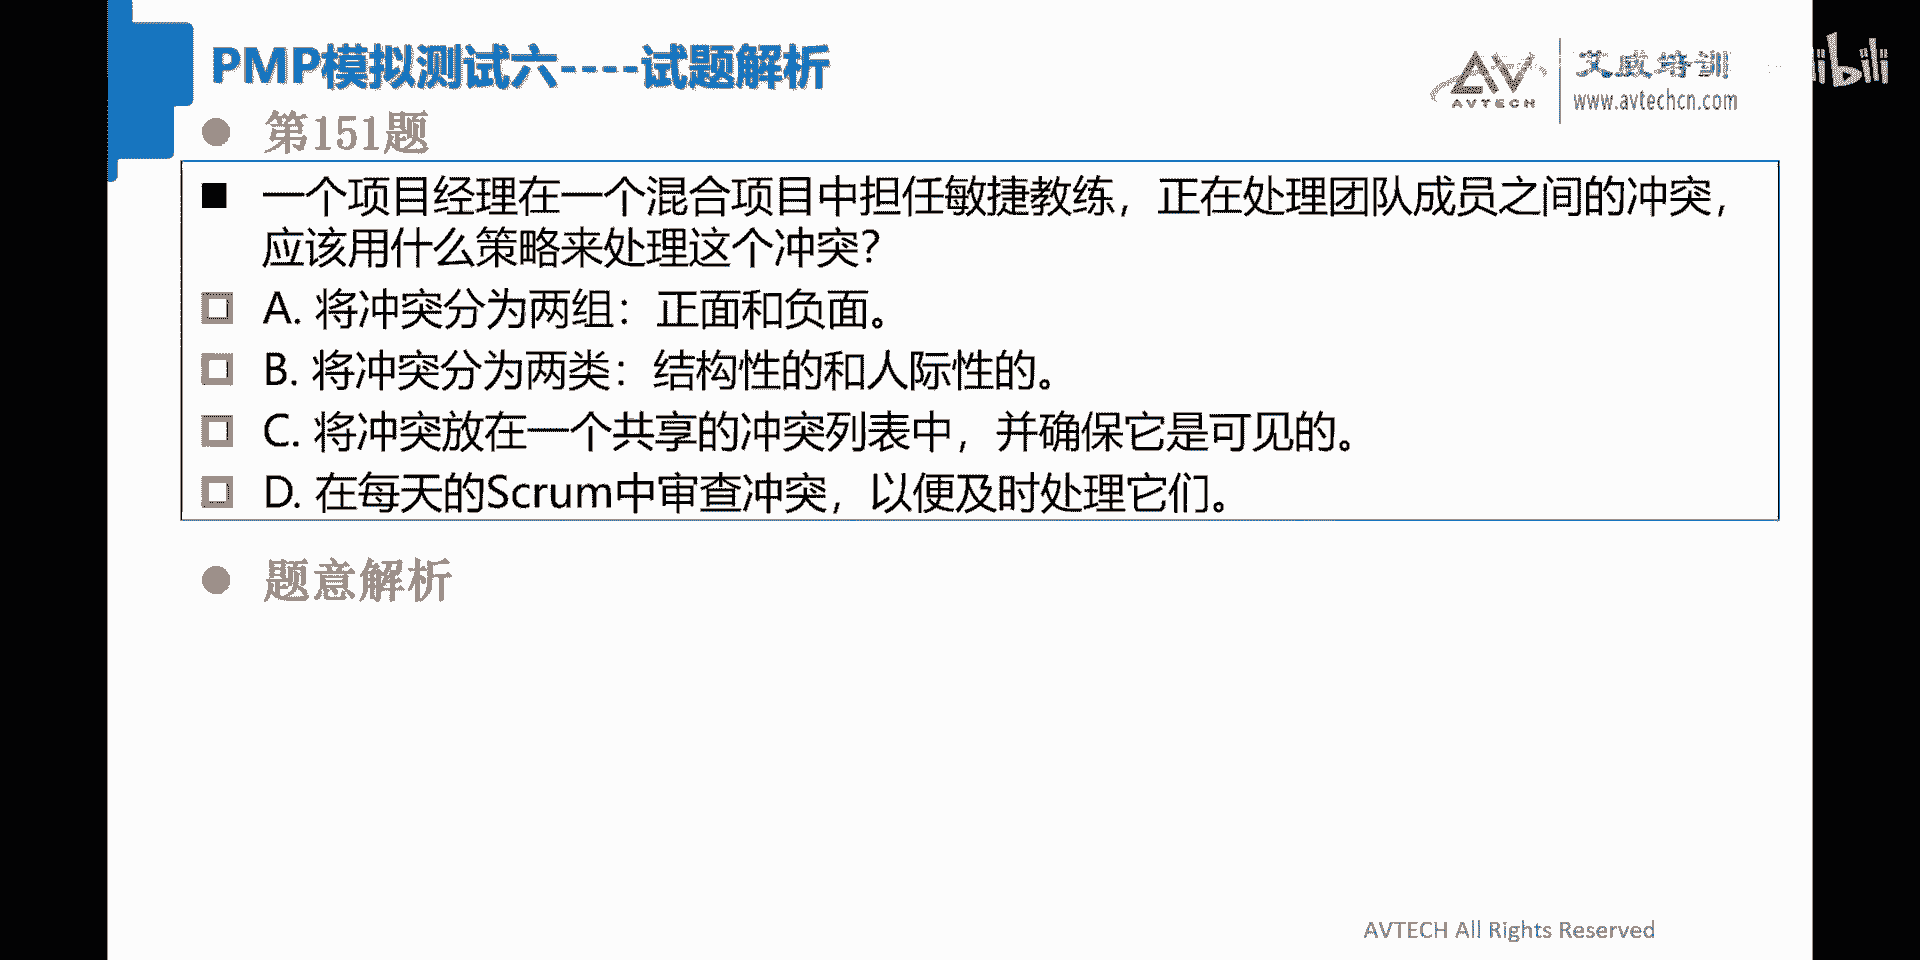 PMP模拟测试六----试题解析
AVTECH
艾威培训
www.avtechcn.com
bili
第151题
一个项目经理在一个混合项目中担任敏捷教练，正在处理团队成员之间的冲突，
应该用什么策略来处理这个冲突？
A. 将冲突分为两组：正面和负面。
B. 将冲突分为两类：结构性的和人际性的。
C. 将冲突放在一个共享的冲突列表中，并确保它是可见的。
D. 在每天的Scrum中审查冲突，以便及时处理它们。
题意解析
AVTECH All Rights Reserved